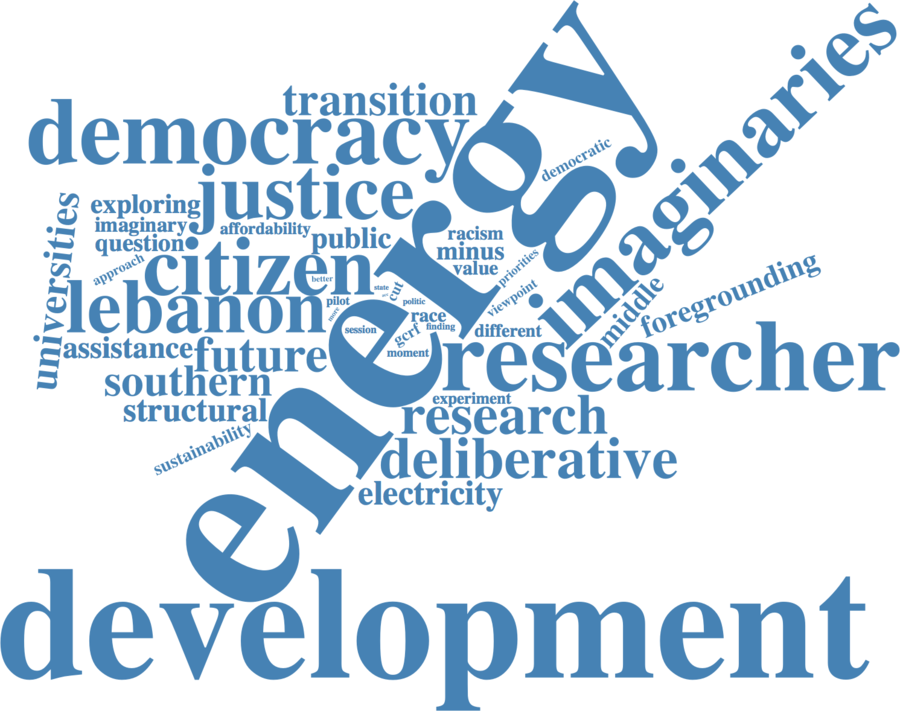 energy
imaginaries
transition
democracy
democratic
justice
universities
exploring
imaginary
affordability
question
public
racism
minus
value
priorities
approach
citizen
better
state
cut
viewpoint
middle
foregrounding
lebanon
pilot
more
politic
race
session
gcrf
finding
different
assistance
future
moment
researcher
southern
structural
experiment
research
sustainability
deliberative
electricity
development